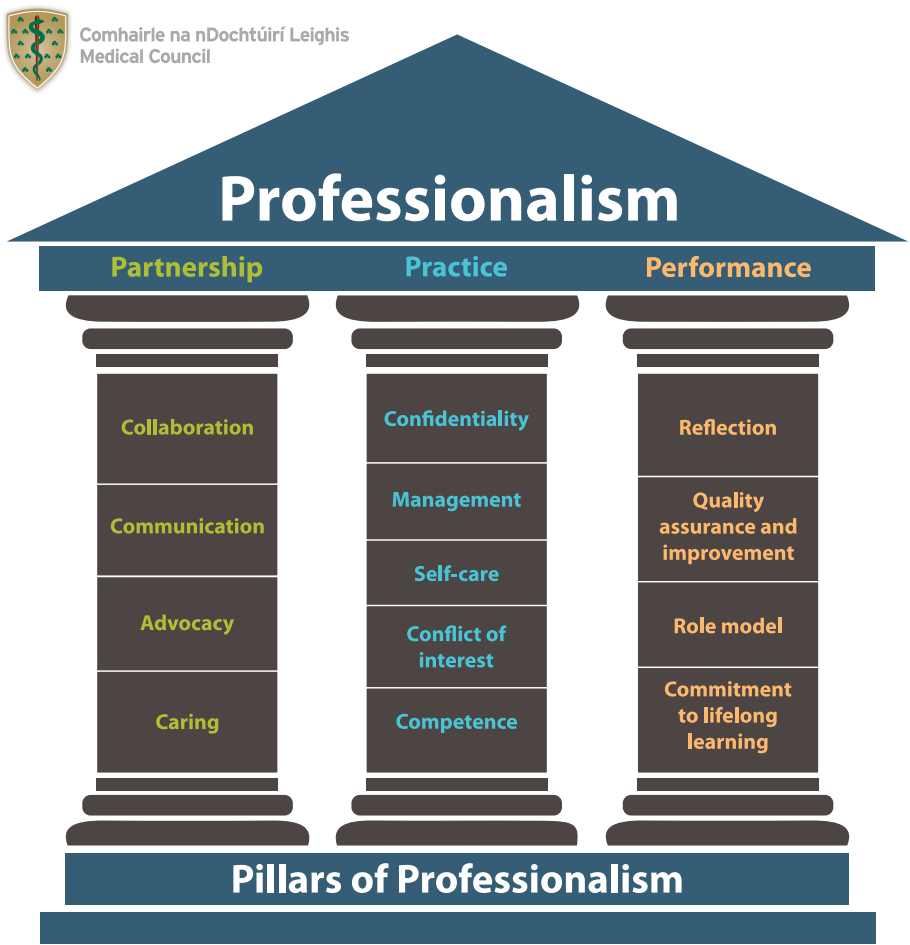 Comhairle na nDochtúirí Leighis
Medical Council
Professionalism
Partnership
Practice
Performance
Collaboration
Communication
Advocacy
Caring
Confidentiality
Management
Self-care
Conflict of
interest
Competence
Reflection
Quality
assurance and
improvement
Role model
Commitment
to lifelong
learning
Pillars of Professionalism